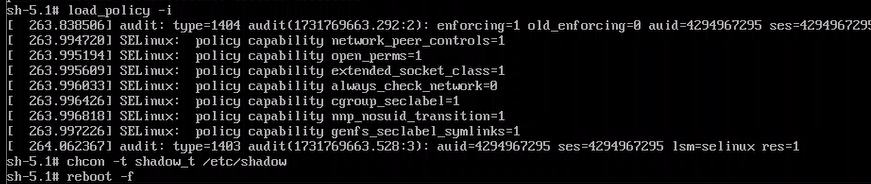 sh-5.1# load_policy -i
[  263.838506] audit: type=1404 audit(1731769663.292:2): enforcing=1 old_enforcing=0 auid=4294967295 ses=4294967295
[  263.994720] SELinux:  policy capability network_peer_controls=1
[  263.995194] SELinux:  policy capability open_perms=1
[  263.995609] SELinux:  policy capability extended_socket_class=1
[  263.996033] SELinux:  policy capability always_check_network=0
[  263.996426] SELinux:  policy capability cgroup_seclabel=1
[  263.996818] SELinux:  policy capability nnp_nosuid_transition=1
[  263.997226] SELinux:  policy capability genfs_seclabel_symlinks=1
[  264.062367] audit: type=1403 audit(1731769663.528:3): auid=4294967295 ses=4294967295 lsm=selinux res=1
sh-5.1# chcon -t shadow_t /etc/shadow
sh-5.1# reboot -f